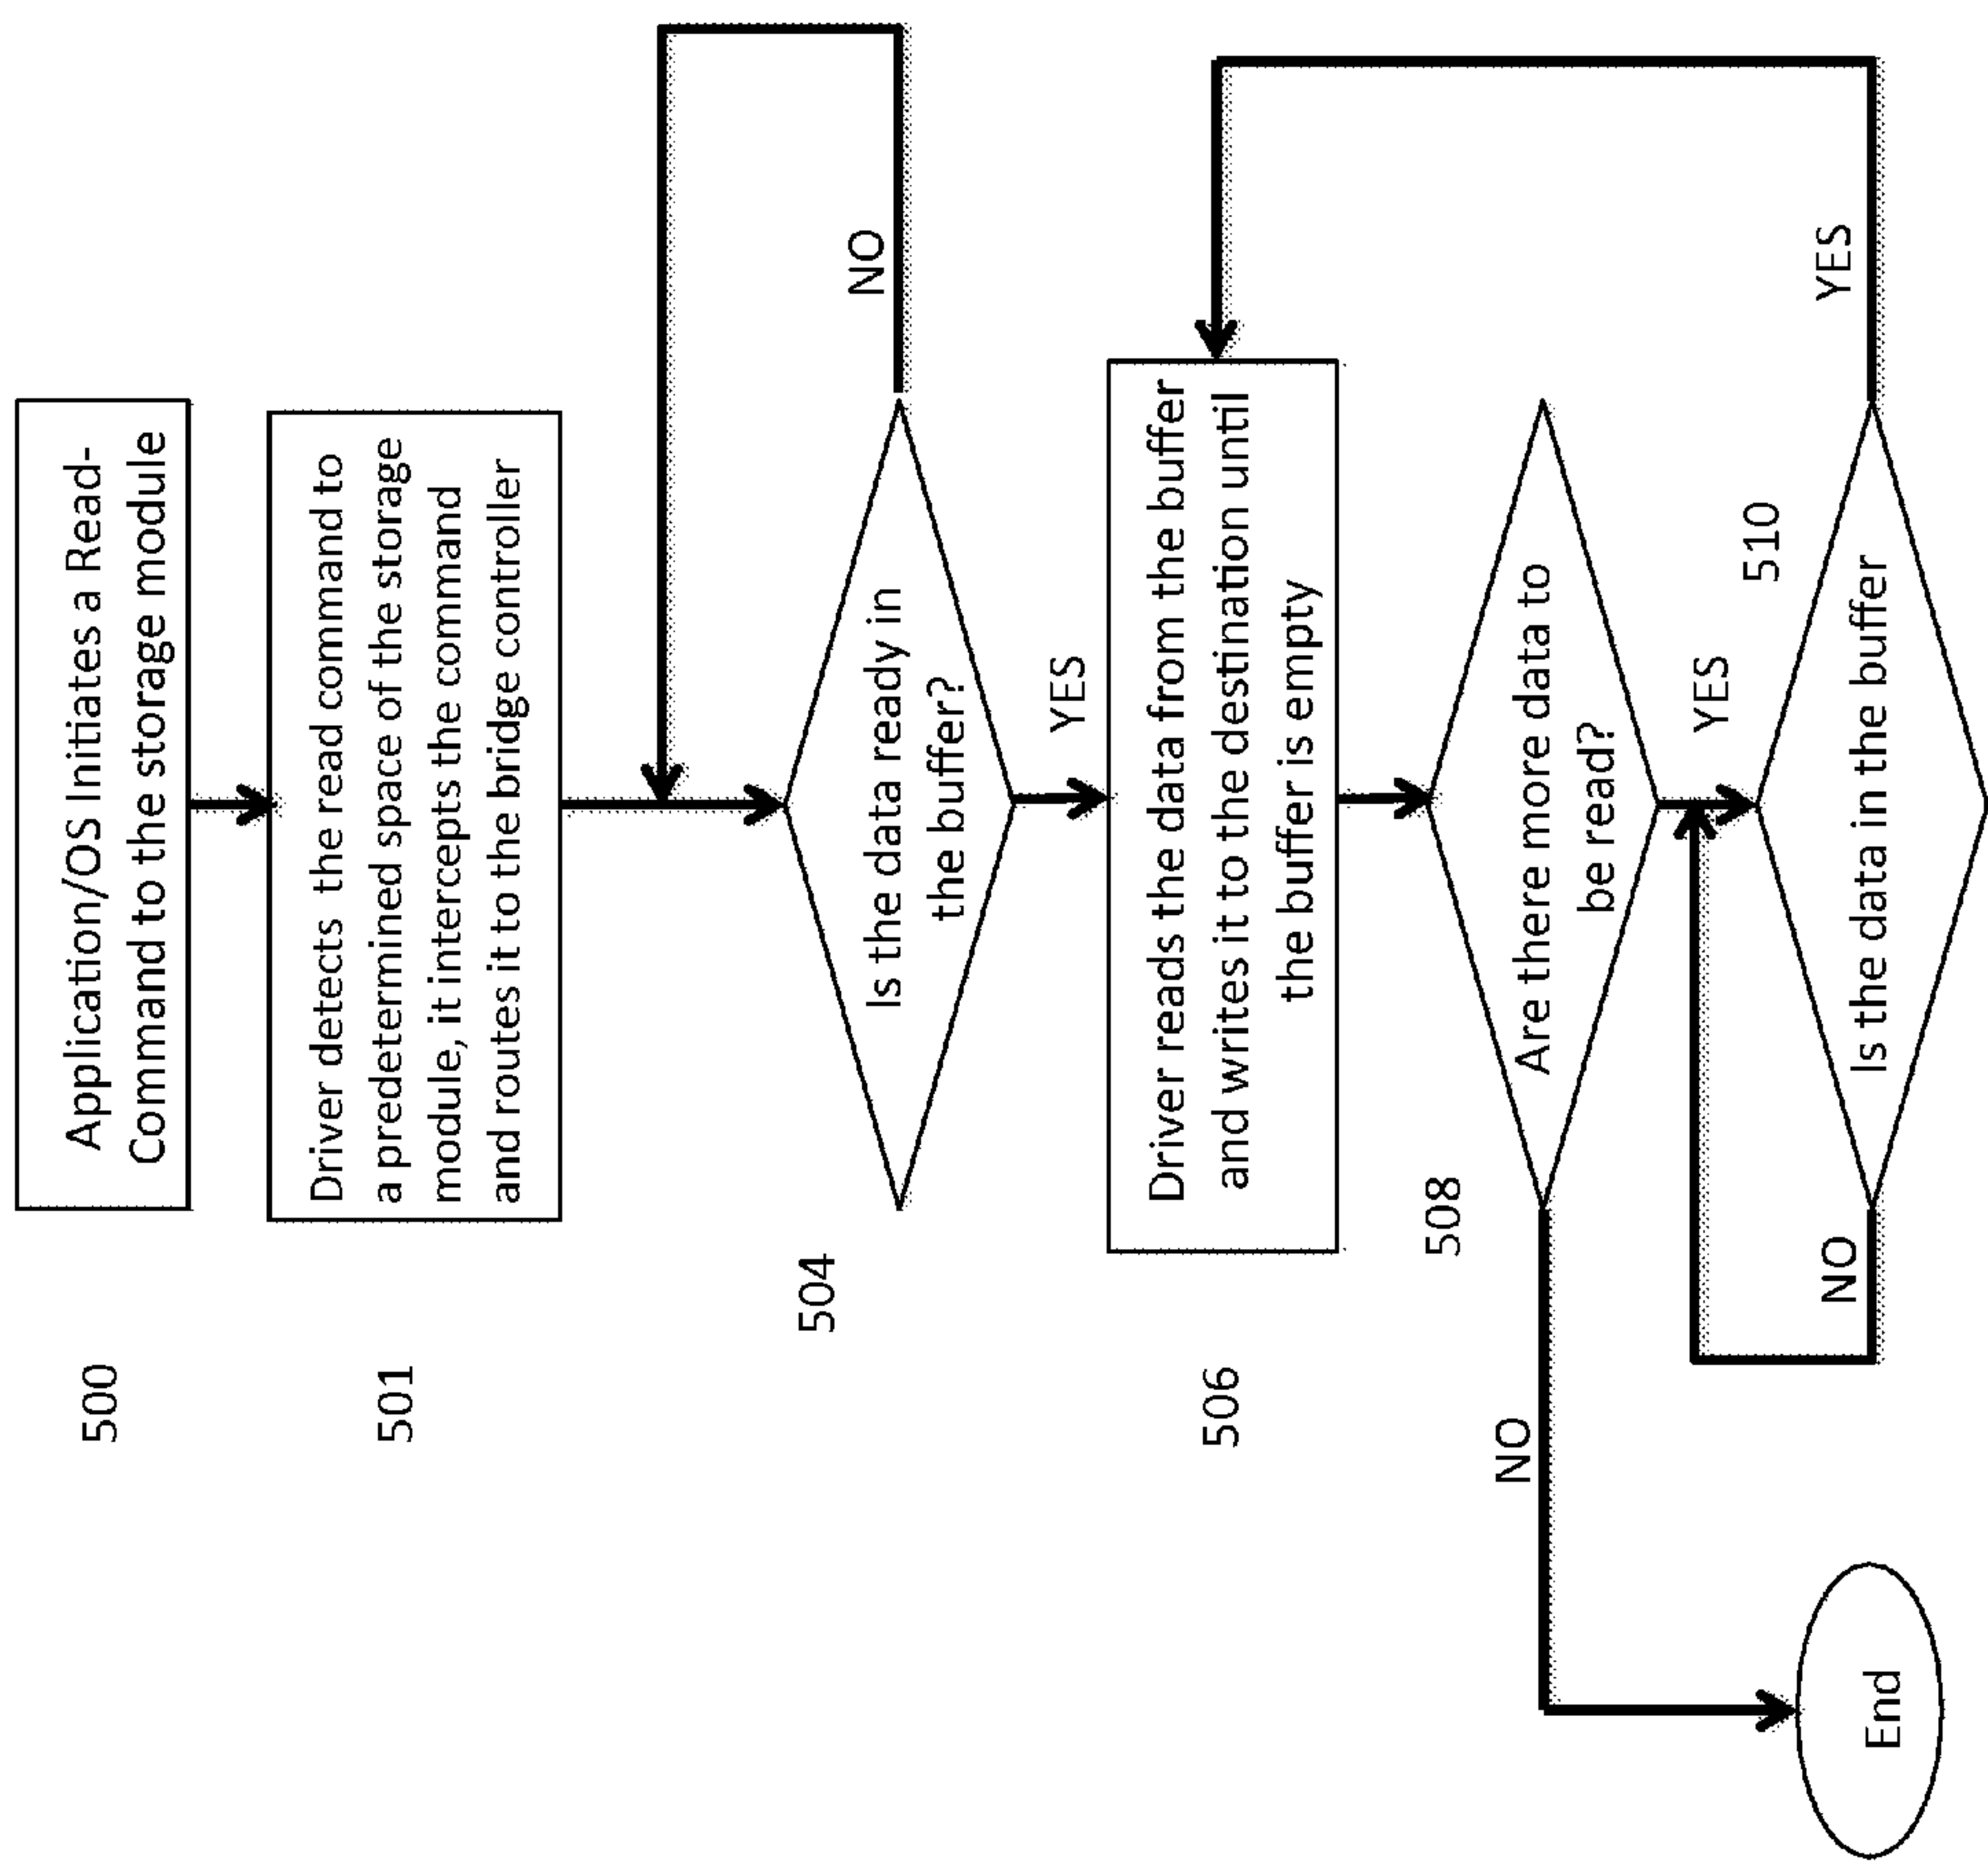 500
Application/OS Initiates a Read-
Command to the storage module
501
Driver detects the read command to
a predetermined space of the storage
module, it intercepts the command
and routes it to the bridge controller
504
Is the data ready in
the buffer?
NO
YES
506
Driver reads the data from the buffer
and writes it to the destination until
the buffer is empty
508
Are there more data to
be read?
NO
YES
510
Is the data in the buffer
NO
YES
End